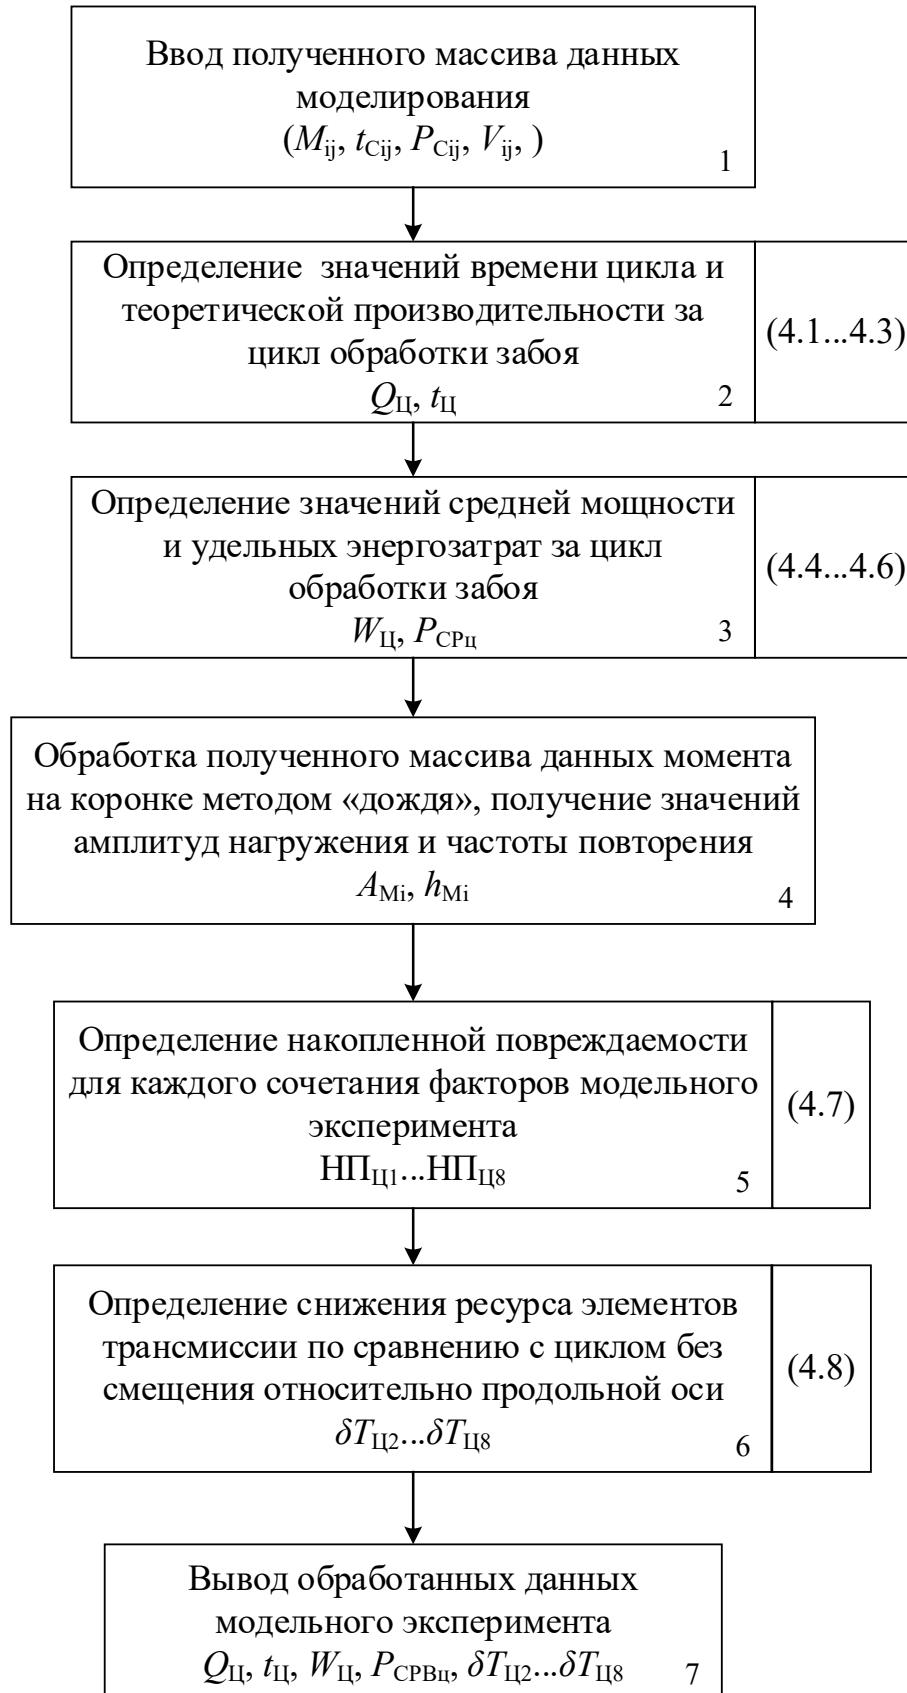 Ввод полученного массива данных
моделирования
(Mij, tCij, PCij, Vij, )
1
Определение значений времени цикла и
теоретической производительности за
цикл обработки забоя
QЦ, tЦ
2
(4.1...4.3)
Определение значений средней мощности
и удельных энергозатрат за цикл
обработки забоя
WЦ, PСРц
3
(4.4...4.6)
Обработка полученного массива данных момента
на коронке методом «дождя», получение значений
амплитуд нагружения и частоты повторения
AMi, hMi
4
Определение накопленной повреждаемости
для каждого сочетания факторов модельного
эксперимента
НПЦ1...НПЦ8
5
(4.7)
Определение снижения ресурса элементов
трансмиссии по сравнению с циклом без
смещения относительно продольной оси
δTЦ2...δTЦ8
6
(4.8)
Вывод обработанных данных
модельного эксперимента
QЦ, tЦ, WЦ, PСРВц, δTЦ2...δTЦ8
7